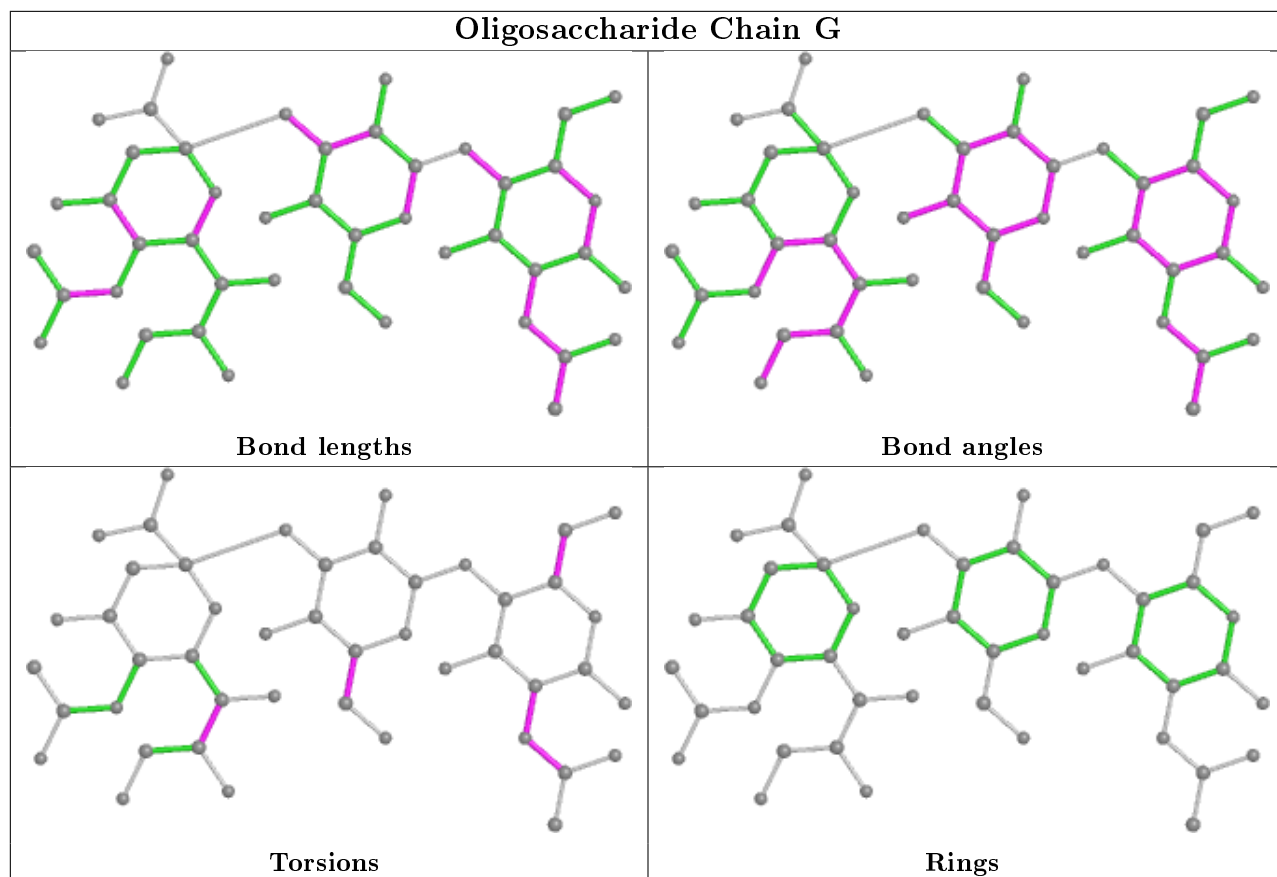 Oligosaccharide Chain G
Bond lengths
Bond angles
Torsions
Rings